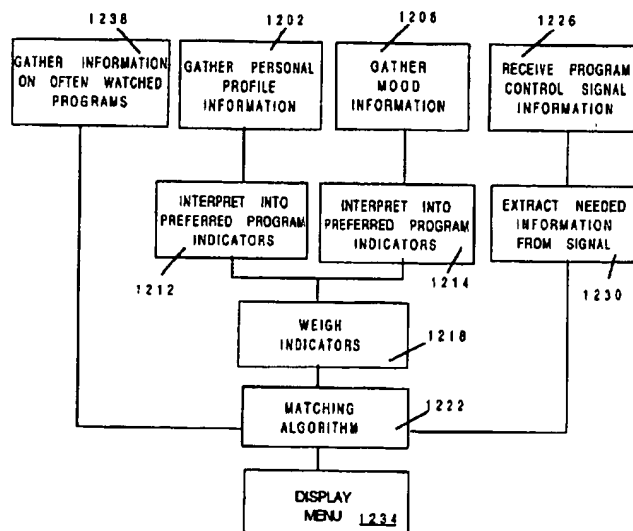 1238
1202
1208
1226
GATHER INFORMATION
ON OFTEN WATCHED
PROGRAMS
GATHER PERSONAL
PROFILE
INFORMATION
GATHER
MOOD
INFORMATION
RECEIVE PROGRAM
CONTROL SIGNAL
INFORMATION
INTERPRET INTO
PREFERRED PROGRAM
INDICATORS
INTERPRET INTO
PREFERRED PROGRAM
INDICATORS
EXTRACT NEEDED
INFORMATION
FROM SIGNAL
1212
1214
1230
WEIGH
INDICATORS
1218
MATCHING
ALGORITHM
1222
DISPLAY
MENU
1234